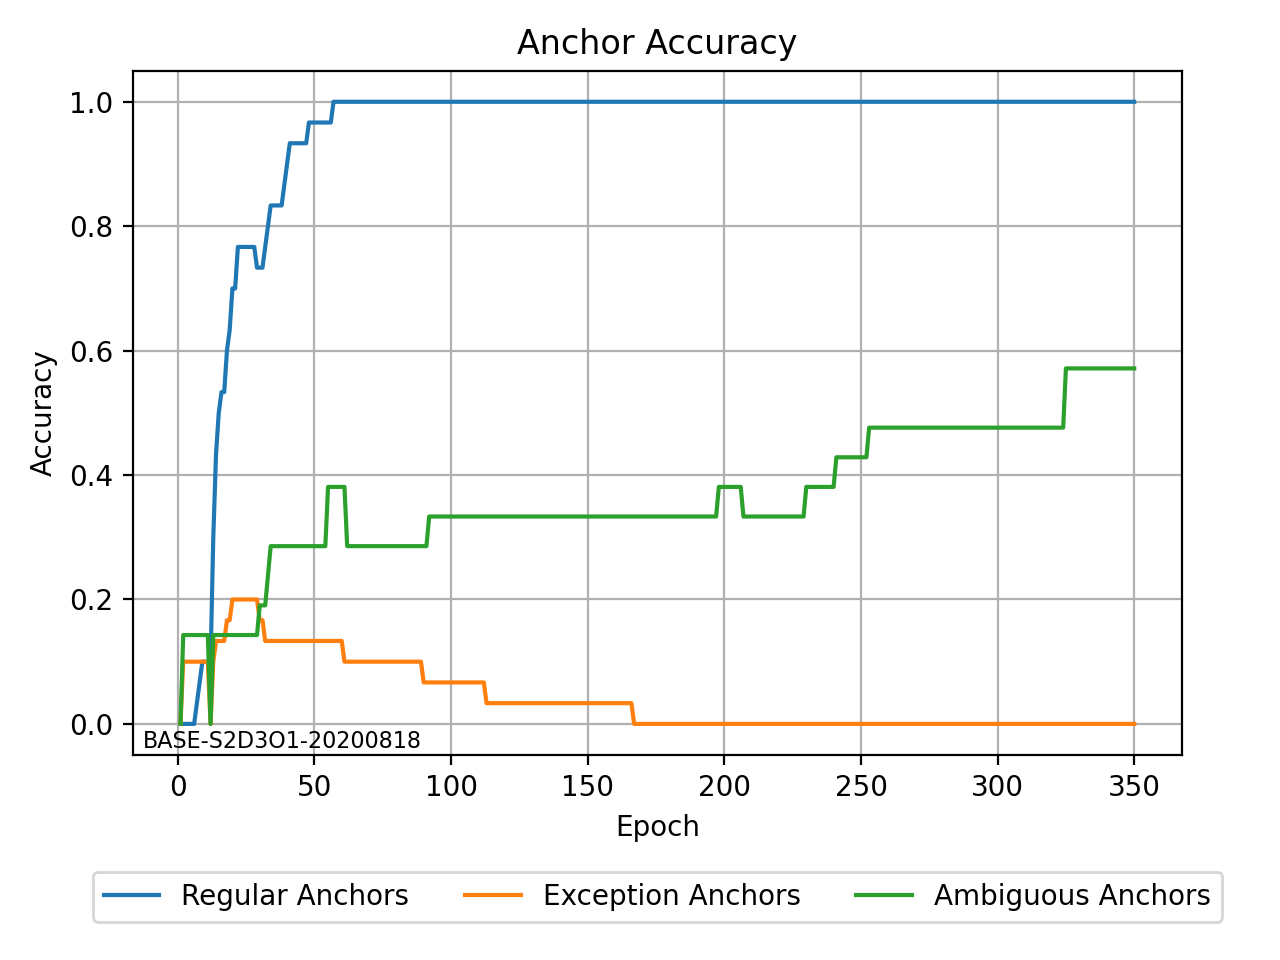 Anchor Accuracy
1.0
0.8
0.6
0.4
0.2
0.0
Accuracy
BASE-S2D3O1-20200818
0 50 100 150 200 250 300 350
Epoch
Regular Anchors Exception Anchors Ambiguous Anchors